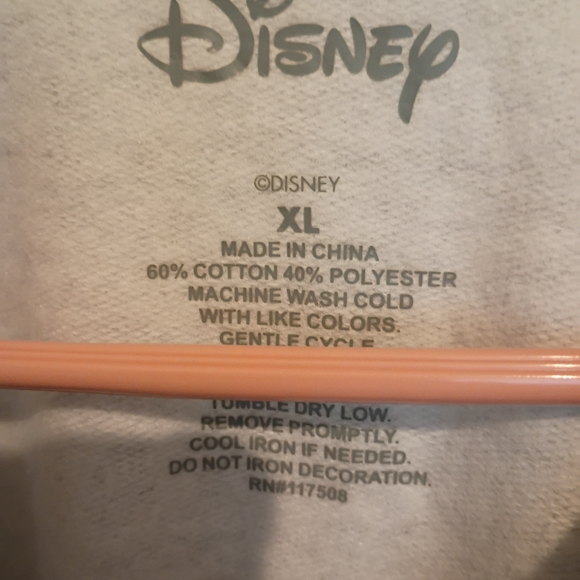 Disney
©DISNEY
XL
MADE IN CHINA
60% COTTON 40% POLYESTER
MACHINE WASH COLD
WITH LIKE COLORS.
GENTLE CYCLE
TUMBLE DRY LOW.
REMOVE PROMPTLY.
COOL IRON IF NEEDED.
DO NOT IRON DECORATION.
RN#117508